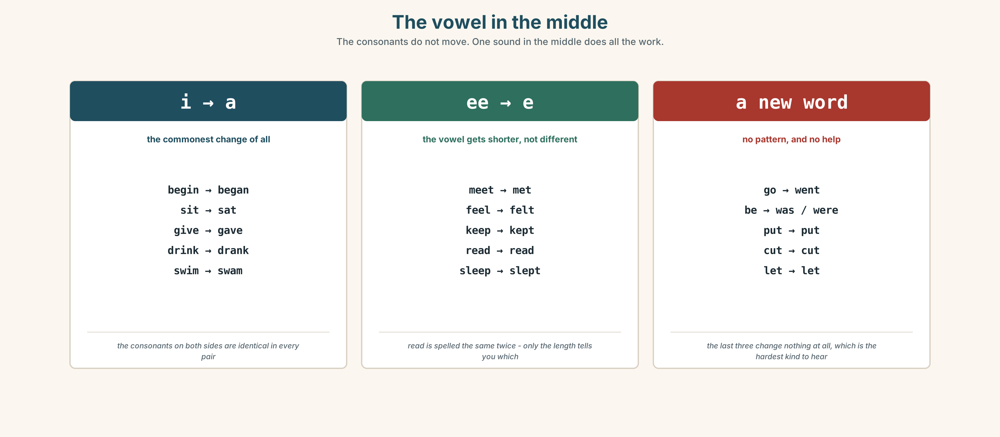 The vowel in the middle
The consonants do not move. One sound in the middle does all the work.
i → a
the commonest change of all
begin → began
sit → sat
give → gave
drink → drank
swim → swam
the consonants on both sides are identical in every
pair
ee → e
the vowel gets shorter, not different
meet → met
feel → felt
keep → kept
read → read
sleep → slept
read is spelled the same twice - only the length tells
you which
a new word
no pattern, and no help
go → went
be → was / were
put → put
cut → cut
let → let
the last three change nothing at all, which is the
hardest kind to hear